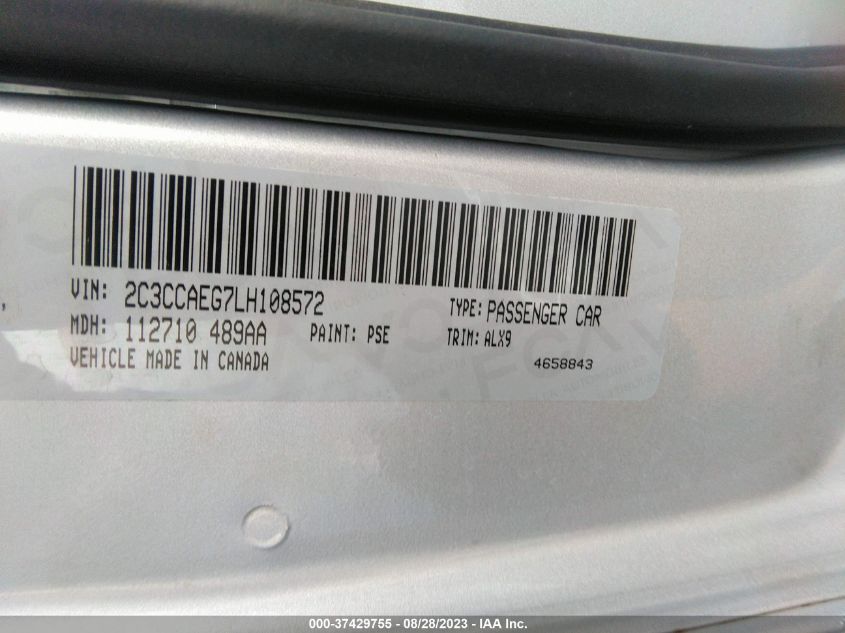 VIN: 2C3CCAEG7LH108572 TYPE: PASSENGER CAR
MDH: 112710 489AA PAINT: PSE TRIM: ALX9
VEHICLE MADE IN CANADA 4658843
000-37429755 - 08/28/2023 - IAA Inc.